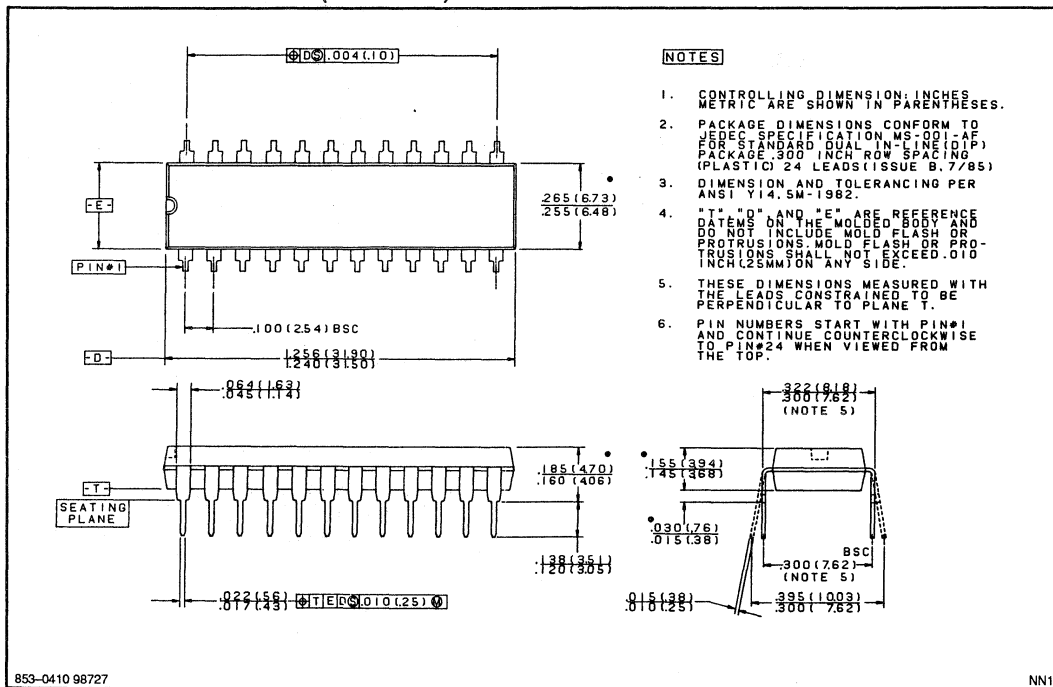 ⌖ D Ⓢ .004(.10)
NOTES
1. CONTROLLING DIMENSION: INCHES
METRIC ARE SHOWN IN PARENTHESES.
2. PACKAGE DIMENSIONS CONFORM TO
JEDEC SPECIFICATION MS-001-AF
FOR STANDARD DUAL IN-LINE(DIP)
PACKAGE .300 INCH ROW SPACING
(PLASTIC) 24 LEADS(ISSUE B, 7/85)
3. DIMENSION AND TOLERANCING PER
ANSI Y14.5M-1982.
4. "T", "D", AND "E" ARE REFERENCE
DATEMS ON THE MOLDED BODY AND
DO NOT INCLUDE MOLD FLASH OR
PROTRUSIONS. MOLD FLASH OR PRO-
TRUSIONS SHALL NOT EXCEED .010
INCH(.25MM)ON ANY SIDE.
5. THESE DIMENSIONS MEASURED WITH
THE LEADS CONSTRAINED TO BE
PERPENDICULAR TO PLANE T.
6. PIN NUMBERS START WITH PIN#1
AND CONTINUE COUNTERCLOCKWISE
TO PIN#24 WHEN VIEWED FROM
THE TOP.
-E-
.265(6.73)
.255(6.48)
PIN#1
.100(2.54) BSC
-D-
1.256(31.90)
1.240(31.50)
.064(1.63)
.045(1.14)
.322(8.18)
.300(7.62)
(NOTE 5)
.185(4.70)
.160(4.06)
.155(3.94)
.145(3.68)
-T-
SEATING
PLANE
.030(.76)
.015(.38)
.138(3.51)
.120(3.05)
BSC
.300(7.62)
(NOTE 5)
.022(.56)
.017(.43)
⌖ T E D Ⓢ .010(.25) Ⓜ
.015(.38)
.010(.25)
.395(10.03)
.300(7.62)
853–0410 98727
NN1